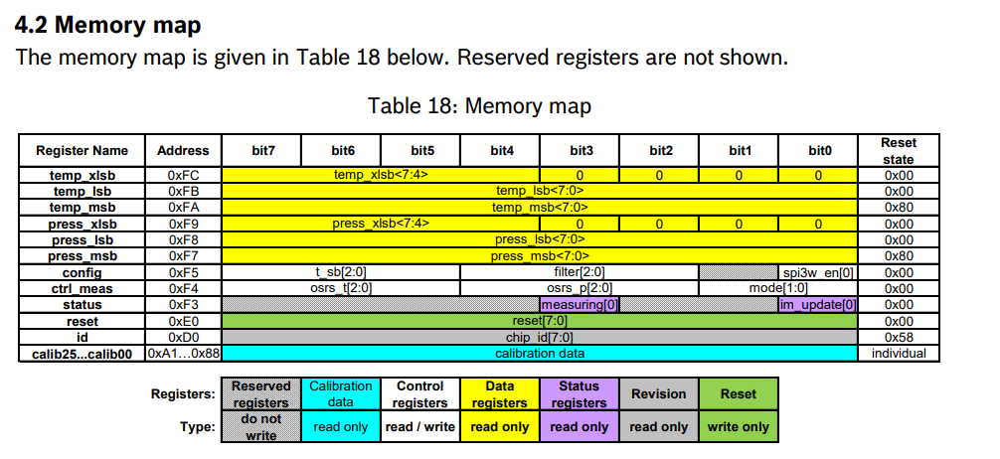 4.2 Memory map
The memory map is given in Table 18 below. Reserved registers are not shown.
Table 18: Memory map
Register Name Address bit7 bit6 bit5 bit4 bit3 bit2 bit1 bit0 Reset state
temp_xlsb 0xFC temp_xlsb<7:4> 0 0 0 0 0x00
temp_lsb 0xFB temp_lsb<7:0> 0x00
temp_msb 0xFA temp_msb<7:0> 0x80
press_xlsb 0xF9 press_xlsb<7:4> 0 0 0 0 0x00
press_lsb 0xF8 press_lsb<7:0> 0x00
press_msb 0xF7 press_msb<7:0> 0x80
config 0xF5 t_sb[2:0] filter[2:0] spi3w_en[0] 0x00
ctrl_meas 0xF4 osrs_t[2:0] osrs_p[2:0] mode[1:0] 0x00
status 0xF3 measuring[0] im_update[0] 0x00
reset 0xE0 reset[7:0] 0x00
id 0xD0 chip_id[7:0] 0x58
calib25...calib00 0xA1...0x88 calibration data individual
Registers: Reserved registers Calibration data Control registers Data registers Status registers Revision Reset
Type: do not write read only read / write read only read only read only write only